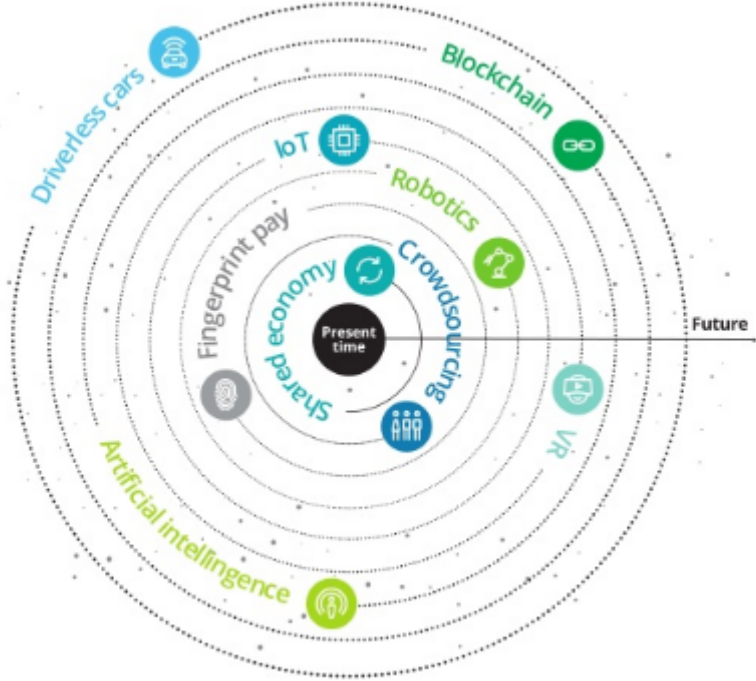 Driverless cars
Blockchain
IoT
Robotics
Fingerprint pay
Shared economy
Crowdsourcing
Present
time
Future
VR
Artificial intellingence